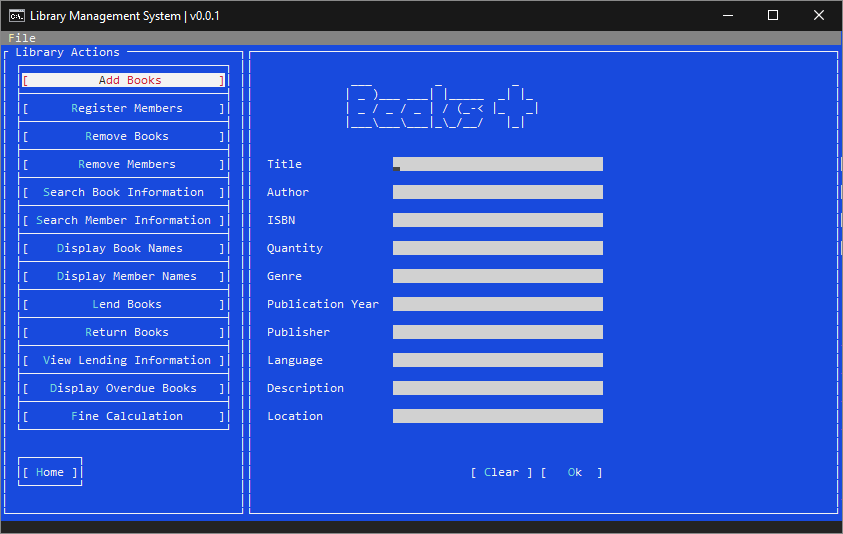 Library Management System | v0.0.1
File
Library Actions
[ Add Books ]
[ Register Members ]
[ Remove Books ]
[ Remove Members ]
[ Search Book Information ]
[ Search Member Information ]
[ Display Book Names ]
[ Display Member Names ]
[ Lend Books ]
[ Return Books ]
[ View Lending Information ]
[ Display Overdue Books ]
[ Fine Calculation ]
[ Home ]
Title
Author
ISBN
Quantity
Genre
Publication Year
Publisher
Language
Description
Location
[ Clear ] [ Ok ]